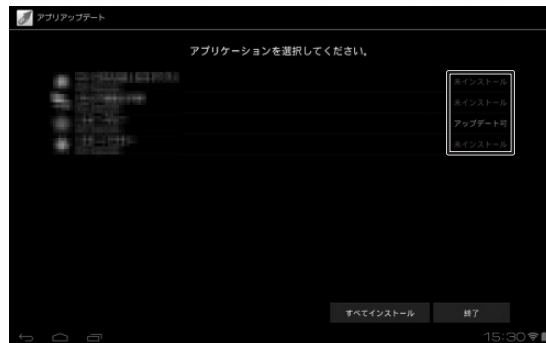 アプリアップデート
アプリケーションを選択してください。
未インストール
未インストール
アップデート可
未インストール
すべてインストール 終了
15:30